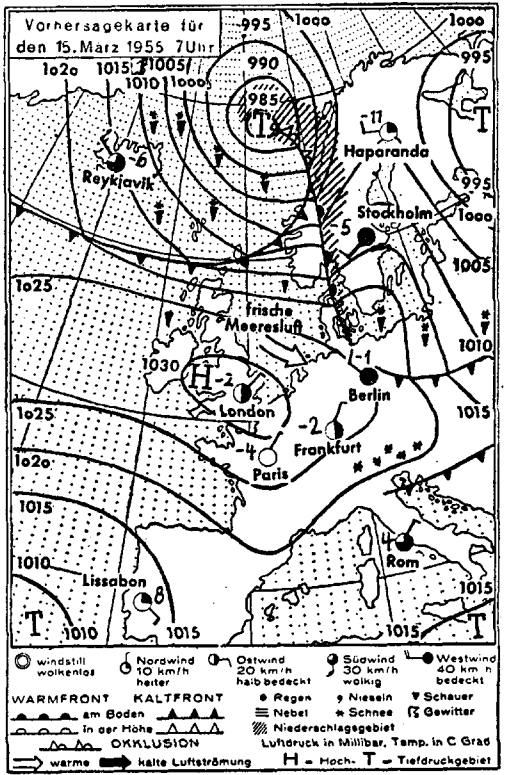 Vorhersagekarte für
den 15. März 1955 7Uhr
995
1000
1000
995
990
985
T
1020
1015
1010
1005
1000
-11
Haparanda
T
-6
Reykjavik
995
1000
5
Stockholm
1005
1025
frische
Meeresluft
1010
1030
H
-2
London
-1
Berlin
1015
1025
-2
Frankfurt
-4
Paris
1020
1015
1010
4
Rom
Lissabon
8
T
1010
1015
1015
1015
windstill
wolkenlos
Nordwind
10 km/h
heiter
Ostwind
20 km/h
halbbedeckt
Südwind
30 km/h
wolkig
Westwind
40 km h
bedeckt
WARMFRONT KALTFRONT
am Boden
in der Höhe
OKKLUSION
warme kalte Luftströmung
Regen Nieseln Schauer
Nebel Schnee Gewitter
Niederschlagsgebiet
Luftdruck in Millibar, Temp. in C Grad
H - Hoch- T - Tiefdruckgebiet